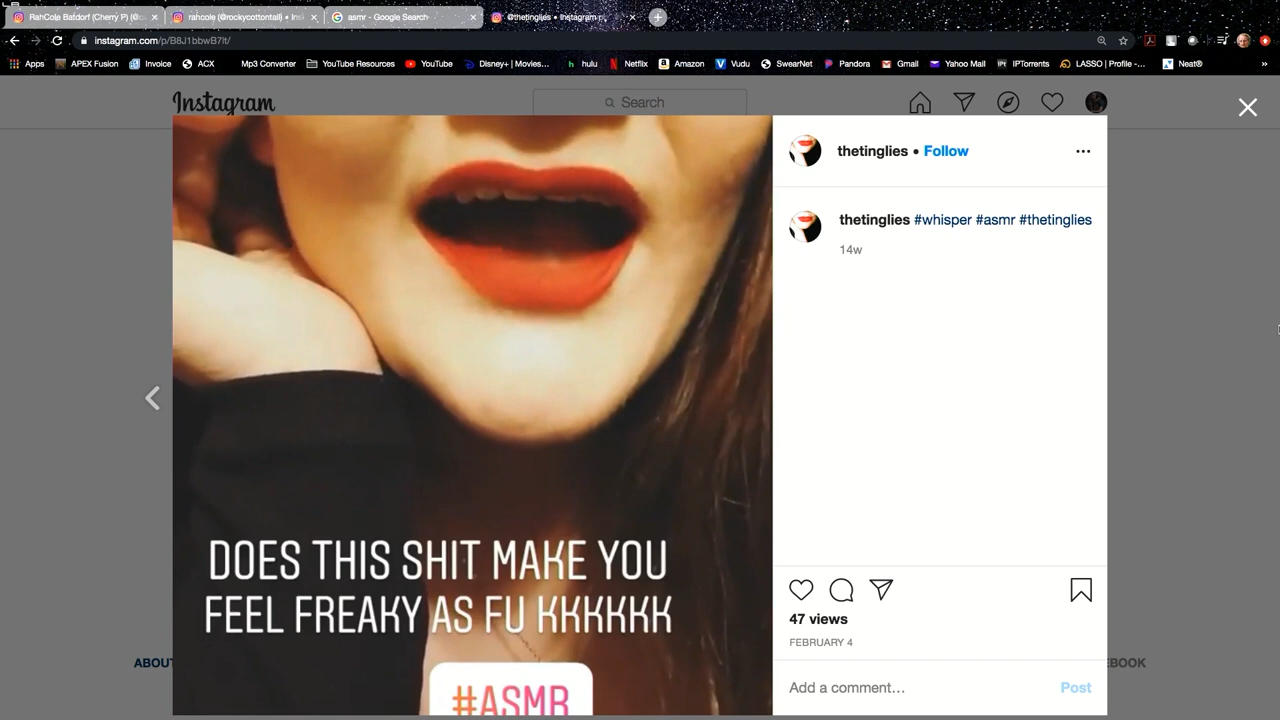 RahCola Batdorf (Cherry P) (@c
rahcole (@rockycottontail) • Ins
asmr - Google Search
@thetinglies • Instagram p
instagram.com/p/B8J1bbwB7lt/
Apps
APEX Fusion
Invoice
ACX
Mp3 Converter
YouTube Resources
YouTube
Disney+ | Movies...
hulu
Netflix
Amazon
Vudu
SwearNet
Pandora
Gmail
Yahoo Mail
IPTorrents
LASSO | Profile -...
Neat®
»
Instagram
Search
thetinglies • Follow
thetinglies #whisper #asmr #thetinglies
14w
DOES THIS SHIT MAKE YOU
FEEL FREAKY AS FU KKKKKK
#ASMR
47 views
FEBRUARY 4
Add a comment... Post
ABOU
EBOOK